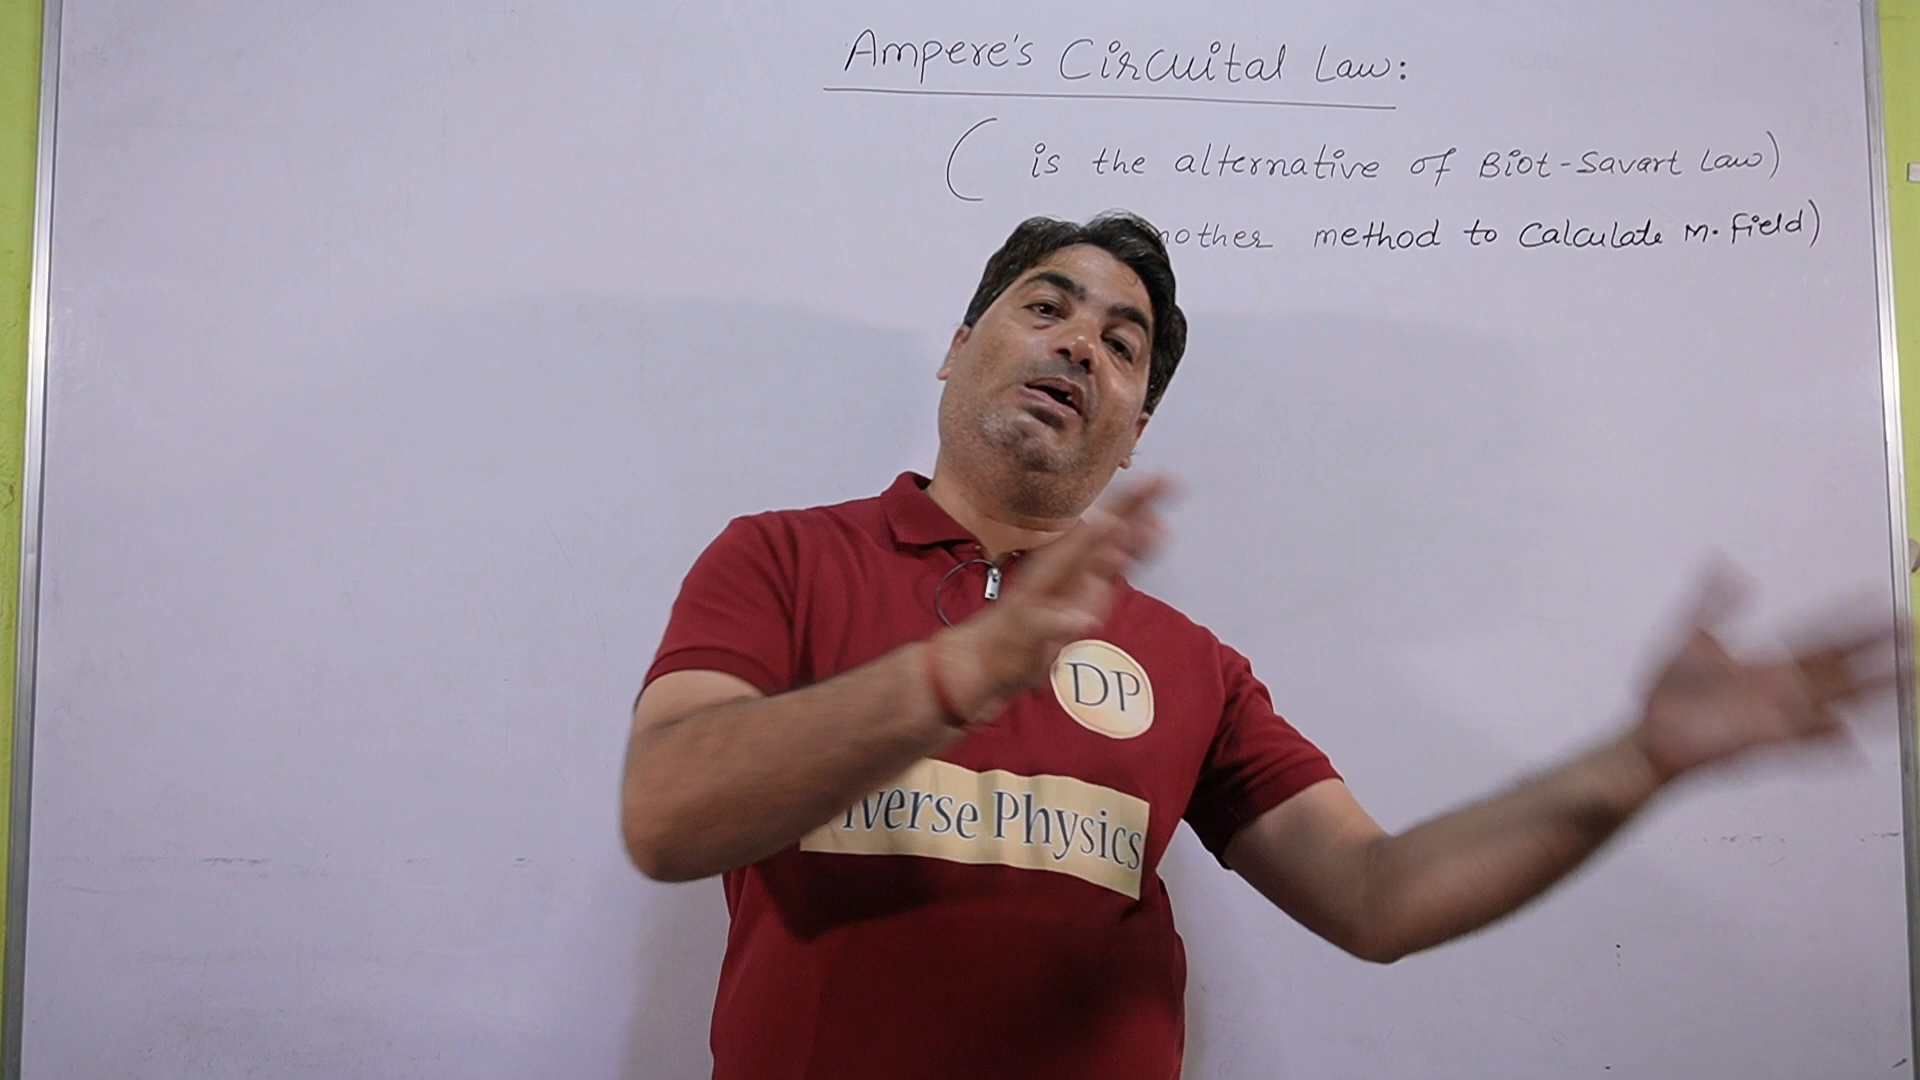 Ampere's Circuital Law:
( is the alternative of Biot-Savart Law)
method to Calculate M. Field)
DP
Physics